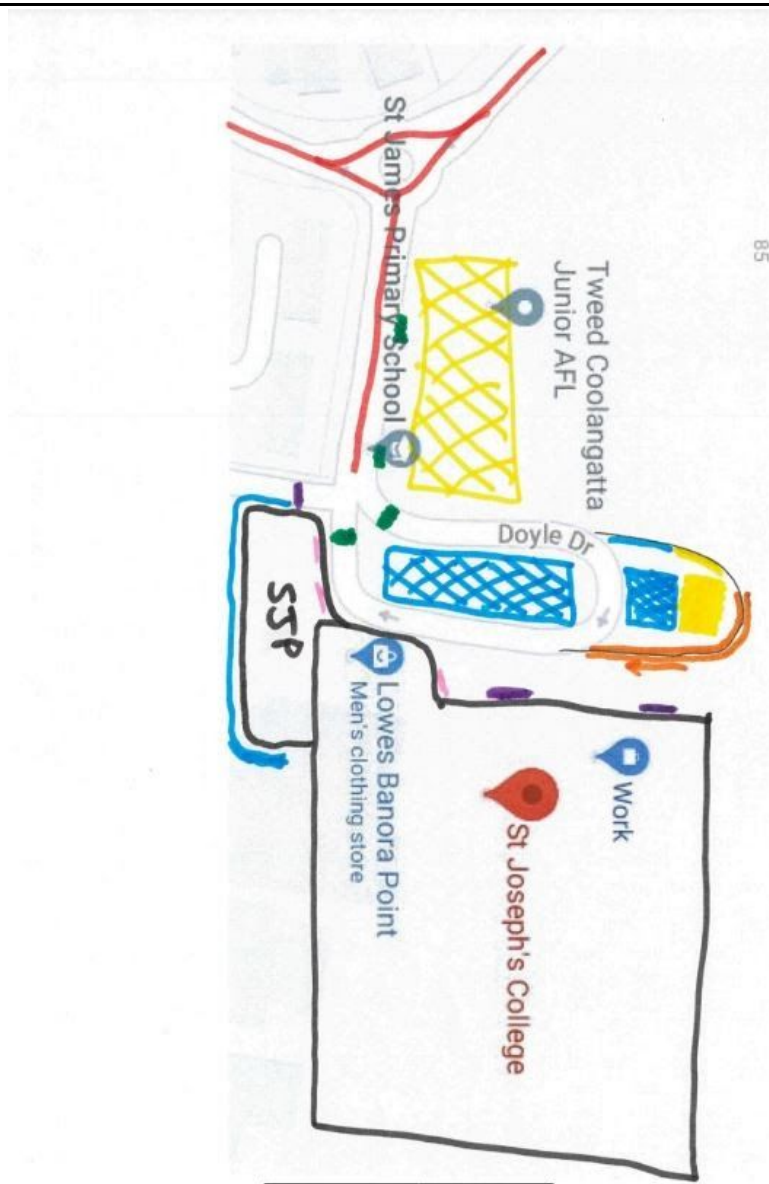 85
Tweed Coolangatta
Junior AFL
St James Primary School
Doyle Dr
SJP
Lowes Banora Point
Men's clothing store
Work
St Joseph's College